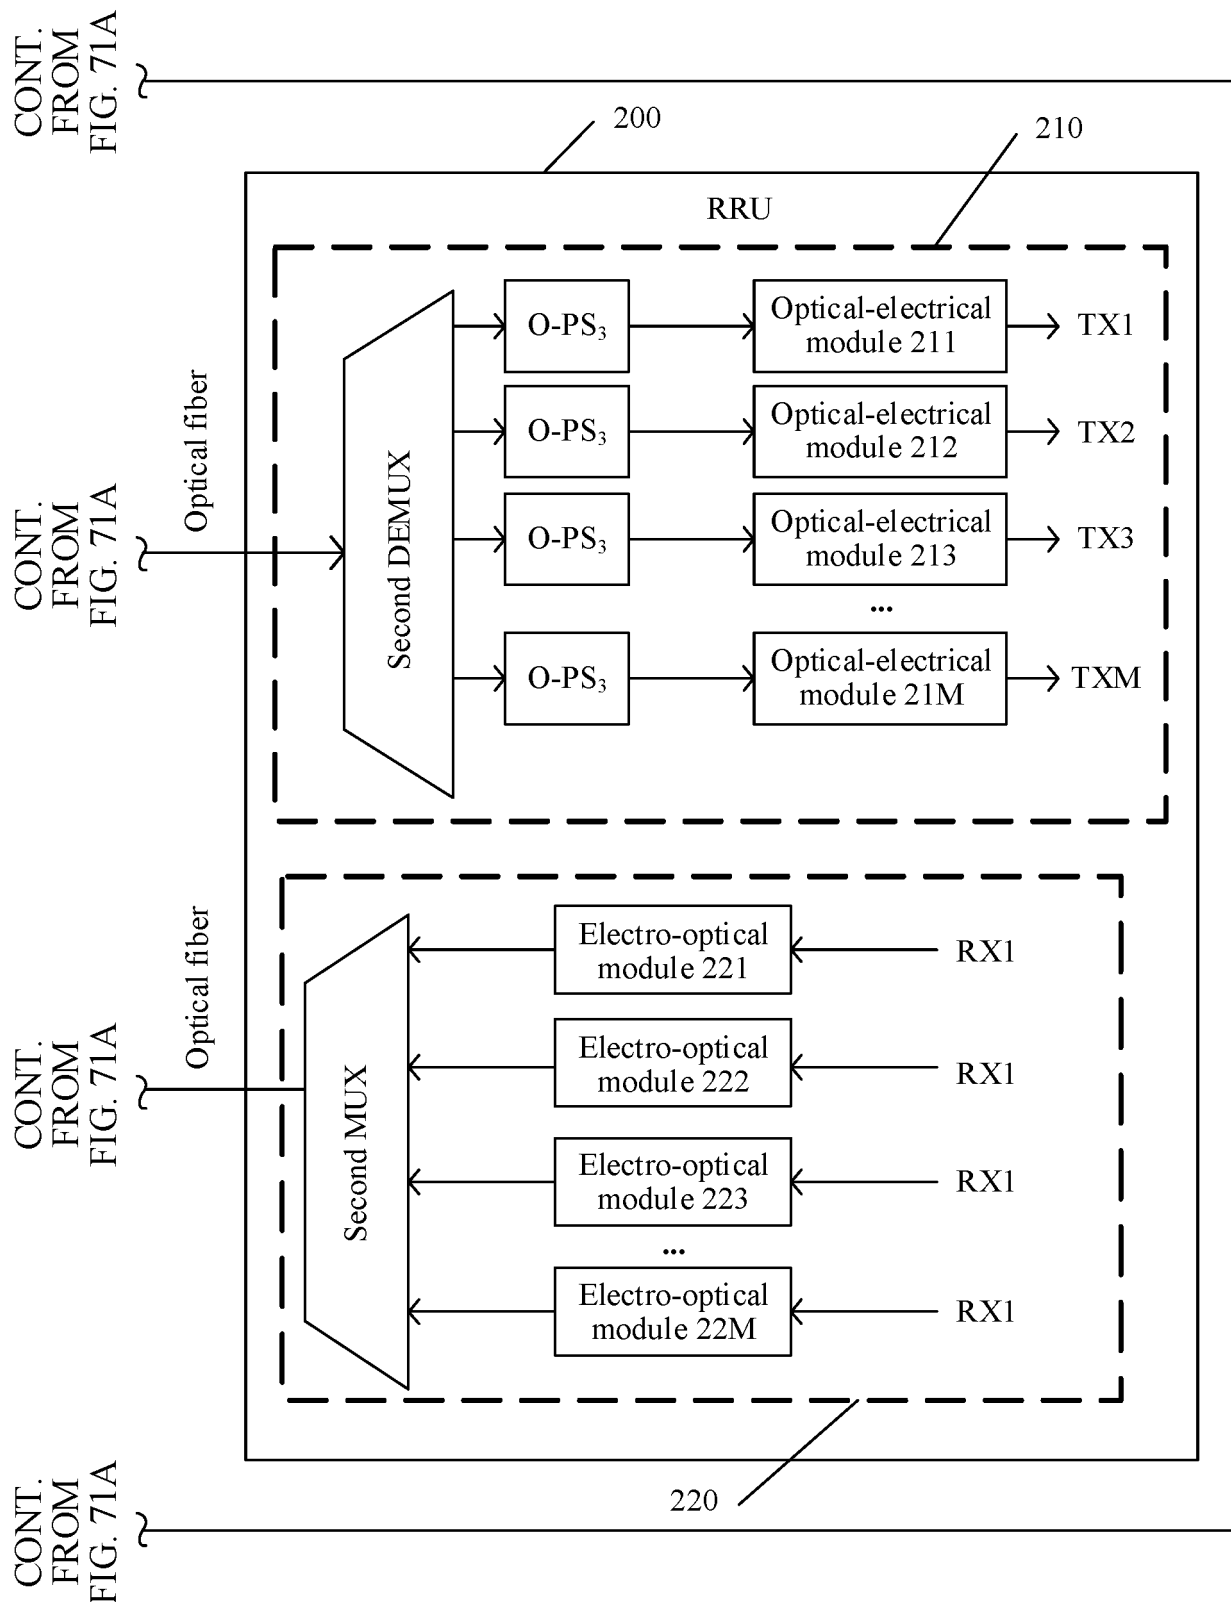 CONT.
FROM
FIG. 71A
200
210
RRU
Optical fiber
CONT.
FROM
FIG. 71A
Second DEMUX
O-PS₃
Optical-electrical
module 211
TX1
O-PS₃
Optical-electrical
module 212
TX2
O-PS₃
Optical-electrical
module 213
TX3
...
O-PS₃
Optical-electrical
module 21M
TXM
Optical fiber
CONT.
FROM
FIG. 71A
Second MUX
Electro-optical
module 221
RX1
Electro-optical
module 222
RX1
Electro-optical
module 223
RX1
...
Electro-optical
module 22M
RX1
220
CONT.
FROM
FIG. 71A